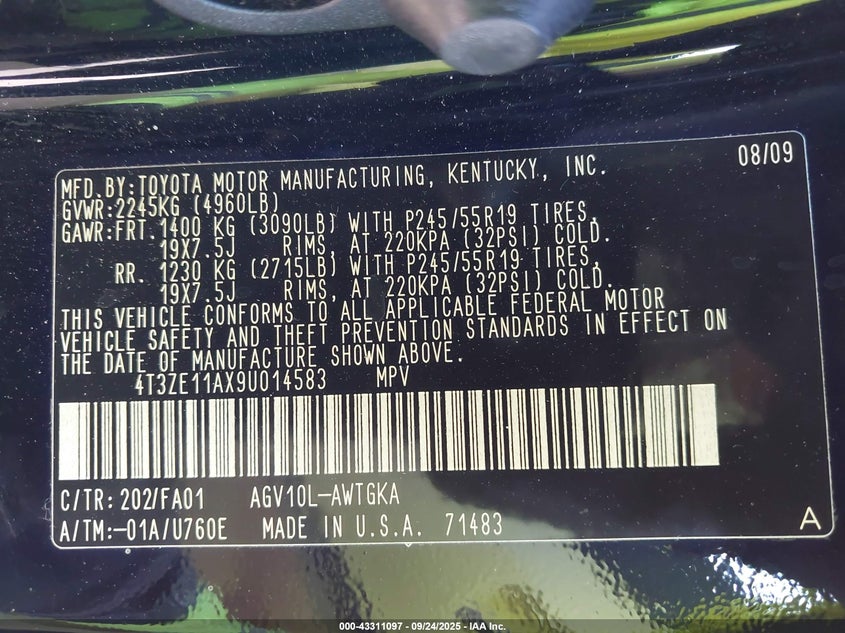 08/09
MFD.BY:TOYOTA MOTOR MANUFACTURING, KENTUCKY, INC.
GVWR:2245KG (4960LB)
GAWR:FRT.1400 KG (3090LB) WITH P245/55R19 TIRES,
19X7.5J RIMS, AT 220KPA (32PSI) COLD.
RR. 1230 KG (2715LB) WITH P245/55R19 TIRES,
19X7.5J RIMS, AT 220KPA (32PSI) COLD.
THIS VEHICLE CONFORMS TO ALL APPLICABLE FEDERAL MOTOR
VEHICLE SAFETY AND THEFT PREVENTION STANDARDS IN EFFECT ON
THE DATE OF MANUFACTURE SHOWN ABOVE.
4T3ZE11AX9U014583 MPV
C/TR: 202/FA01 AGV10L-AWTGKA
A/TM:-01A/U760E MADE IN U.S.A. 71483
A
000-43311097 - 09/24/2025 - IAA Inc.